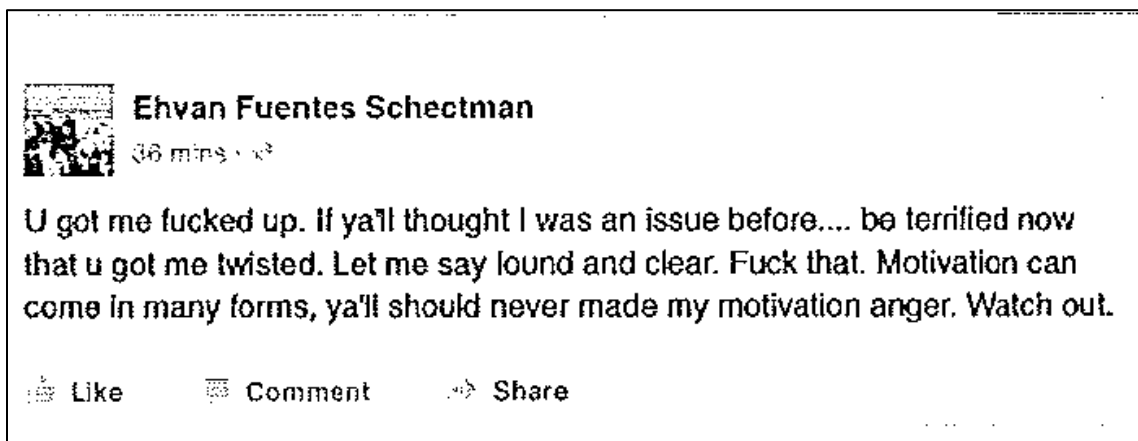 Ehvan Fuentes Schectman
36 mins ·
U got me fucked up. If ya'll thought I was an issue before.... be terrified now
that u got me twisted. Let me say lound and clear. Fuck that. Motivation can
come in many forms, ya'll should never made my motivation anger. Watch out.
Like Comment Share